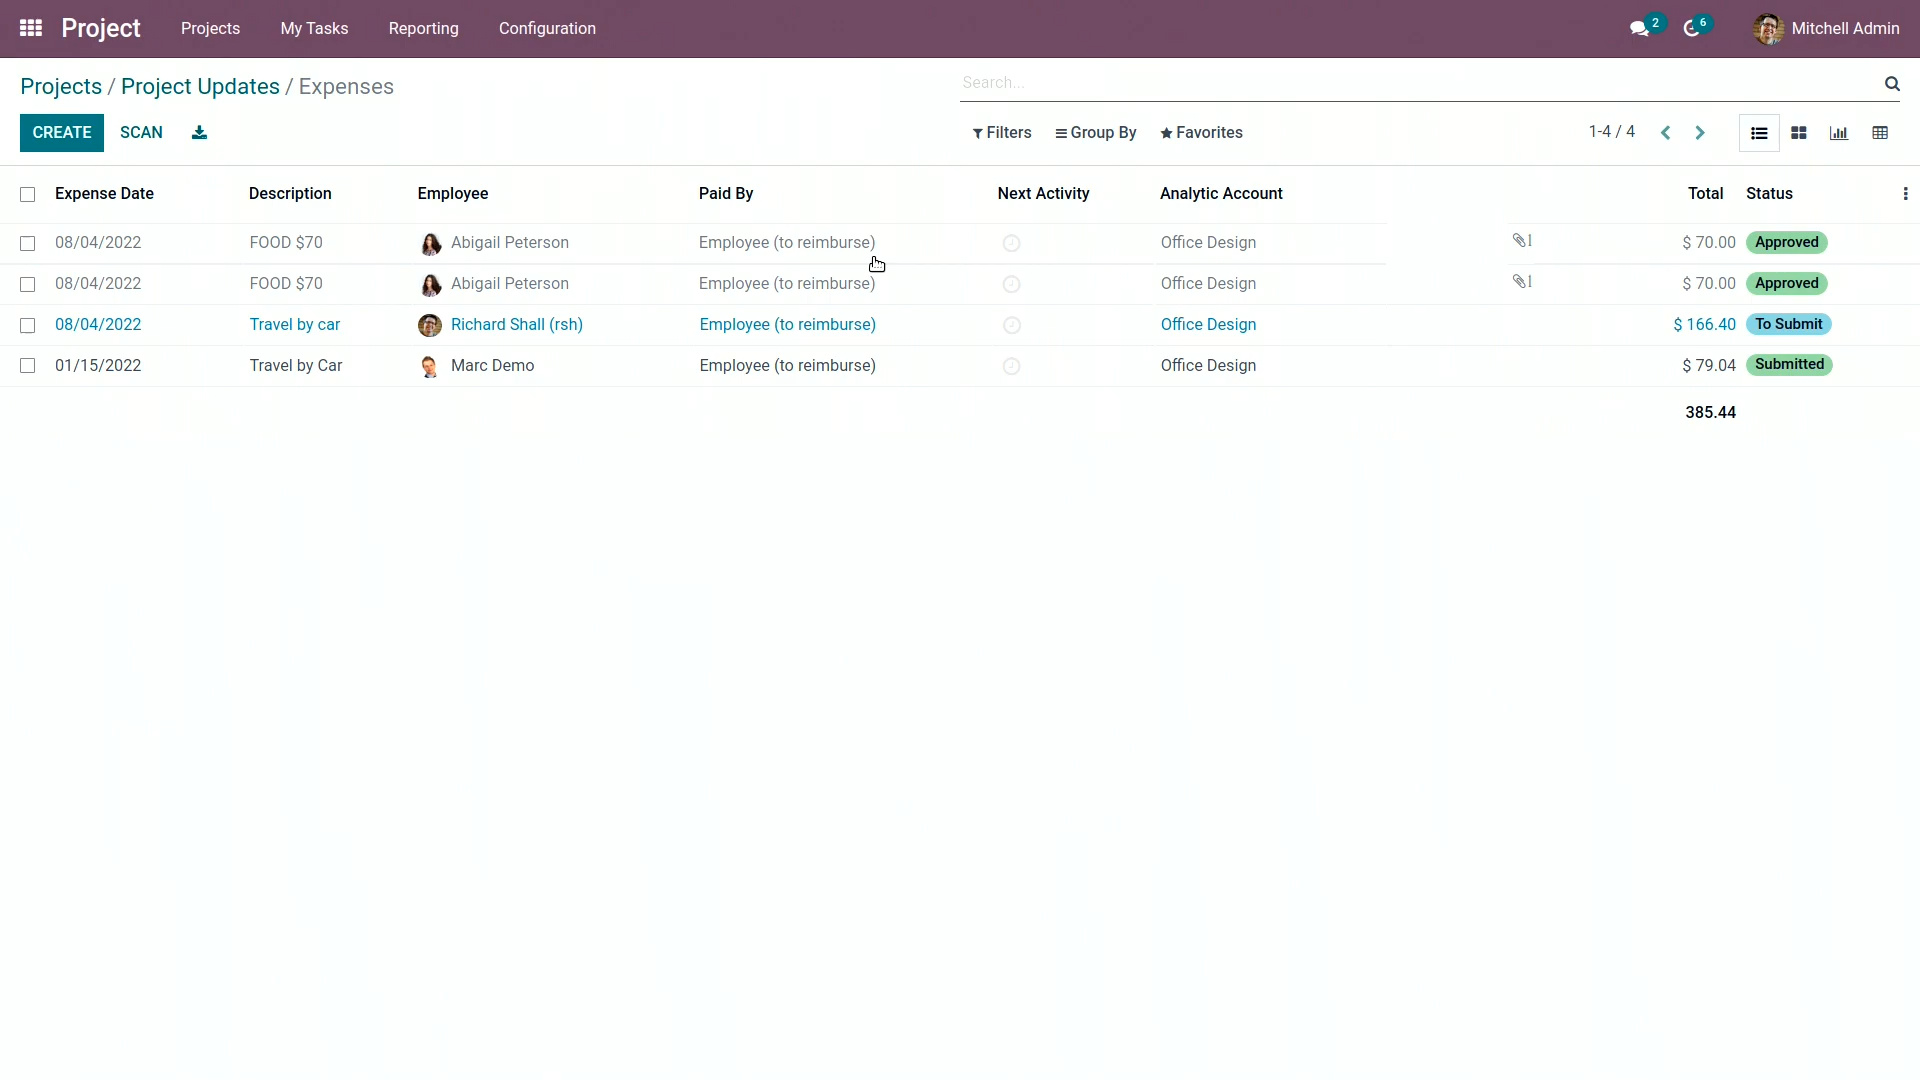 Project Projects My Tasks Reporting Configuration 2 6 Mitchell Admin
Projects / Project Updates / Expenses Search...
CREATE SCAN Filters Group By Favorites 1-4 / 4
Expense Date Description Employee Paid By Next Activity Analytic Account Total Status
08/04/2022 FOOD $70 Abigail Peterson Employee (to reimburse) Office Design 1 $ 70.00 Approved
08/04/2022 FOOD $70 Abigail Peterson Employee (to reimburse) Office Design 1 $ 70.00 Approved
08/04/2022 Travel by car Richard Shall (rsh) Employee (to reimburse) Office Design $ 166.40 To Submit
01/15/2022 Travel by Car Marc Demo Employee (to reimburse) Office Design $ 79.04 Submitted
385.44